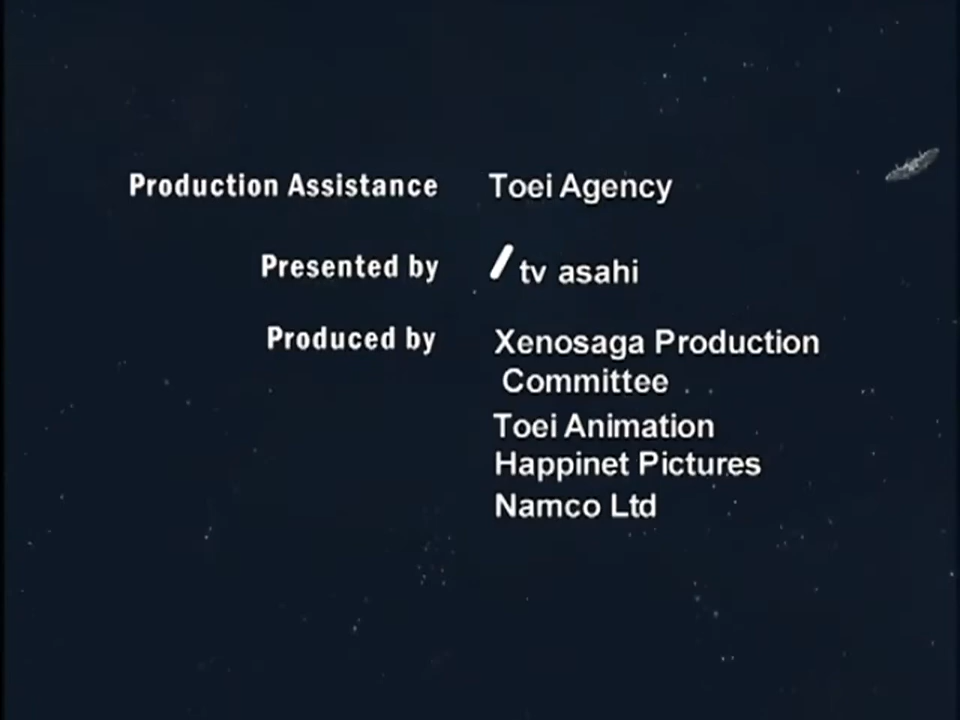 Production Assistance Toei Agency
Presented by tv asahi
Produced by Xenosaga Production
Committee
Toei Animation
Happinet Pictures
Namco Ltd